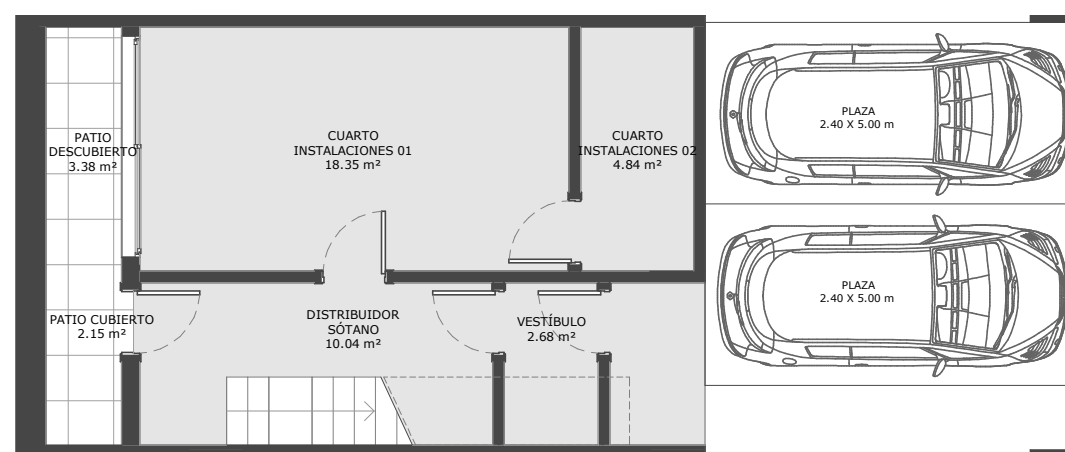 PATIO
DESCUBIERTO
3.38 m²
CUARTO
INSTALACIONES 01
18.35 m²
CUARTO
INSTALACIONES 02
4.84 m²
PLAZA
2.40 X 5.00 m
PATIO CUBIERTO
2.15 m²
DISTRIBUIDOR
SÓTANO
10.04 m²
VESTÍBULO
2.68 m²
PLAZA
2.40 X 5.00 m